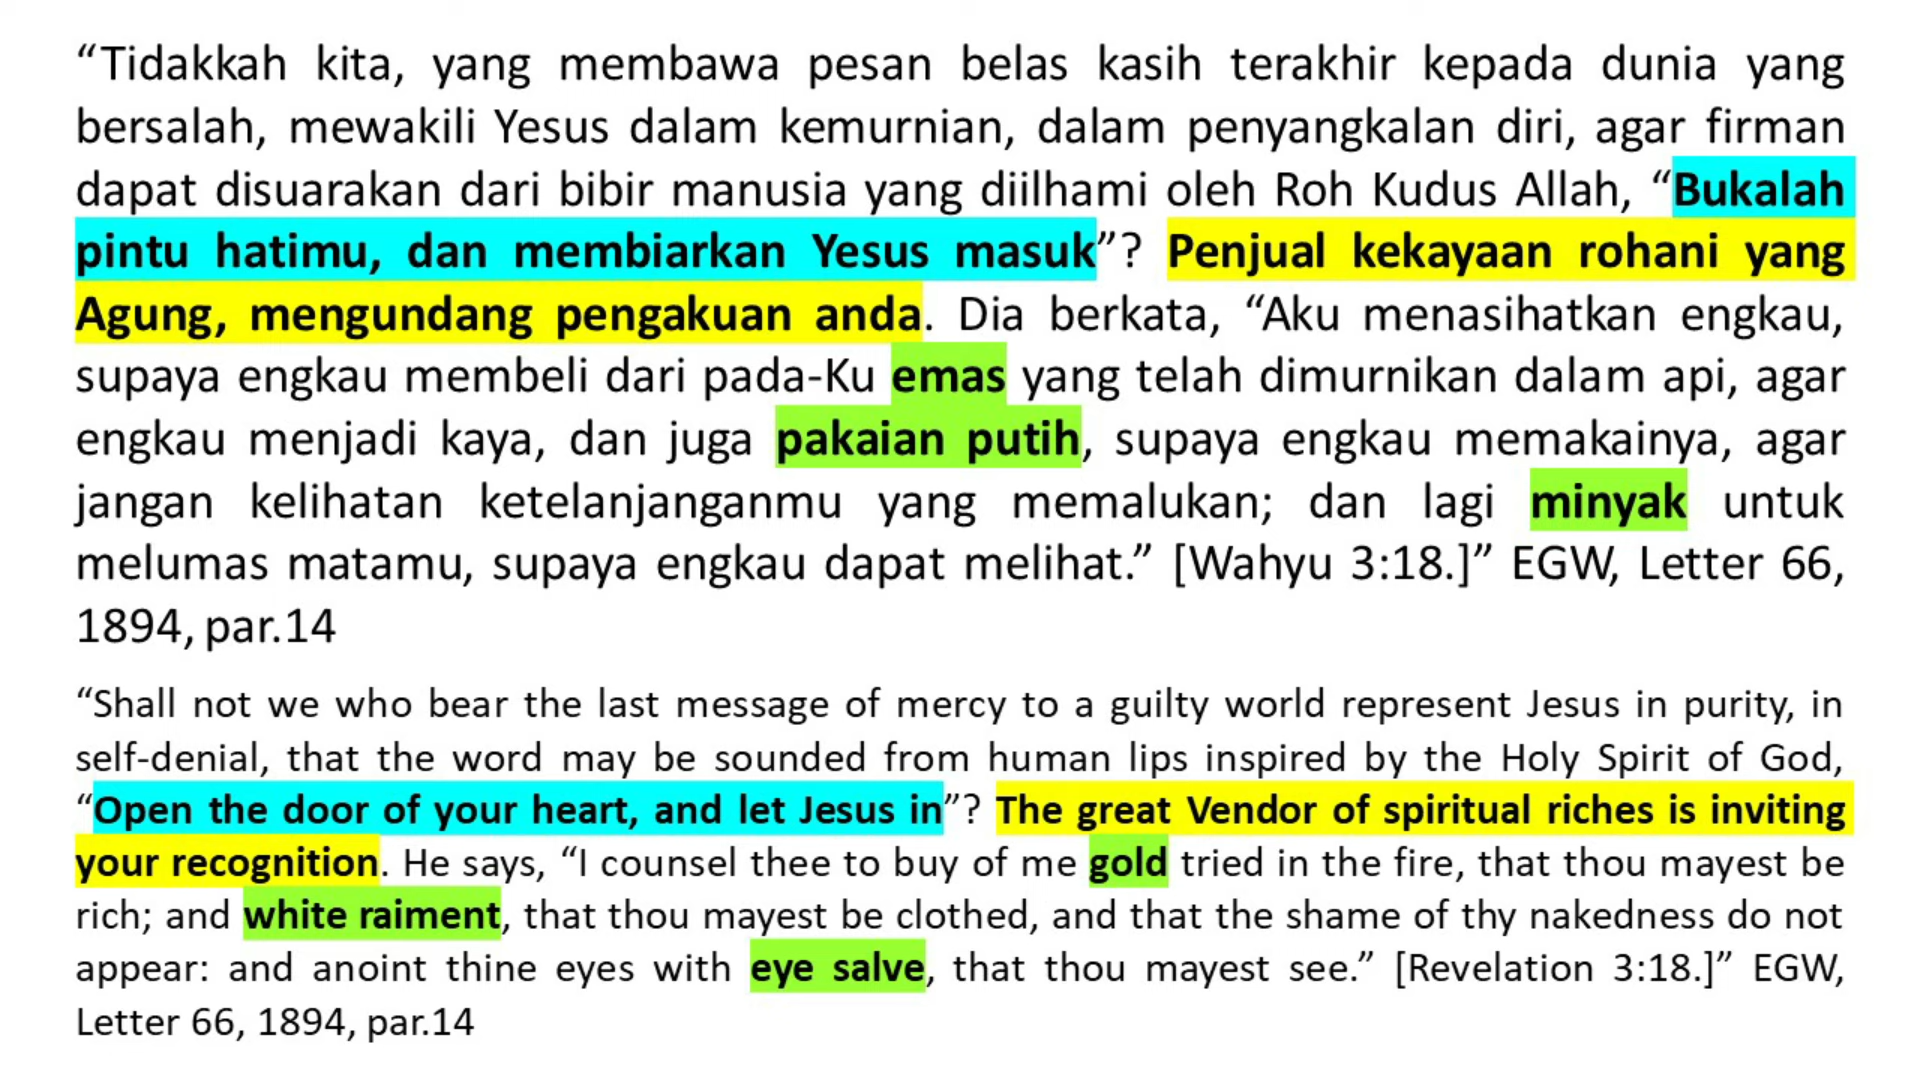 “Tidakkah kita, yang membawa pesan belas kasih terakhir kepada dunia yang
bersalah, mewakili Yesus dalam kemurnian, dalam penyangkalan diri, agar firman
dapat disuarakan dari bibir manusia yang diilhami oleh Roh Kudus Allah, “Bukalah
pintu hatimu, dan membiarkan Yesus masuk”? Penjual kekayaan rohani yang
Agung, mengundang pengakuan anda. Dia berkata, “Aku menasihatkan engkau,
supaya engkau membeli dari pada-Ku emas yang telah dimurnikan dalam api, agar
engkau menjadi kaya, dan juga pakaian putih, supaya engkau memakainya, agar
jangan kelihatan ketelanjanganmu yang memalukan; dan lagi minyak untuk
melumas matamu, supaya engkau dapat melihat.” [Wahyu 3:18.]” EGW, Letter 66,
1894, par.14
“Shall not we who bear the last message of mercy to a guilty world represent Jesus in purity, in
self-denial, that the word may be sounded from human lips inspired by the Holy Spirit of God,
“Open the door of your heart, and let Jesus in”? The great Vendor of spiritual riches is inviting
your recognition. He says, “I counsel thee to buy of me gold tried in the fire, that thou mayest be
rich; and white raiment, that thou mayest be clothed, and that the shame of thy nakedness do not
appear: and anoint thine eyes with eye salve, that thou mayest see.” [Revelation 3:18.]” EGW,
Letter 66, 1894, par.14